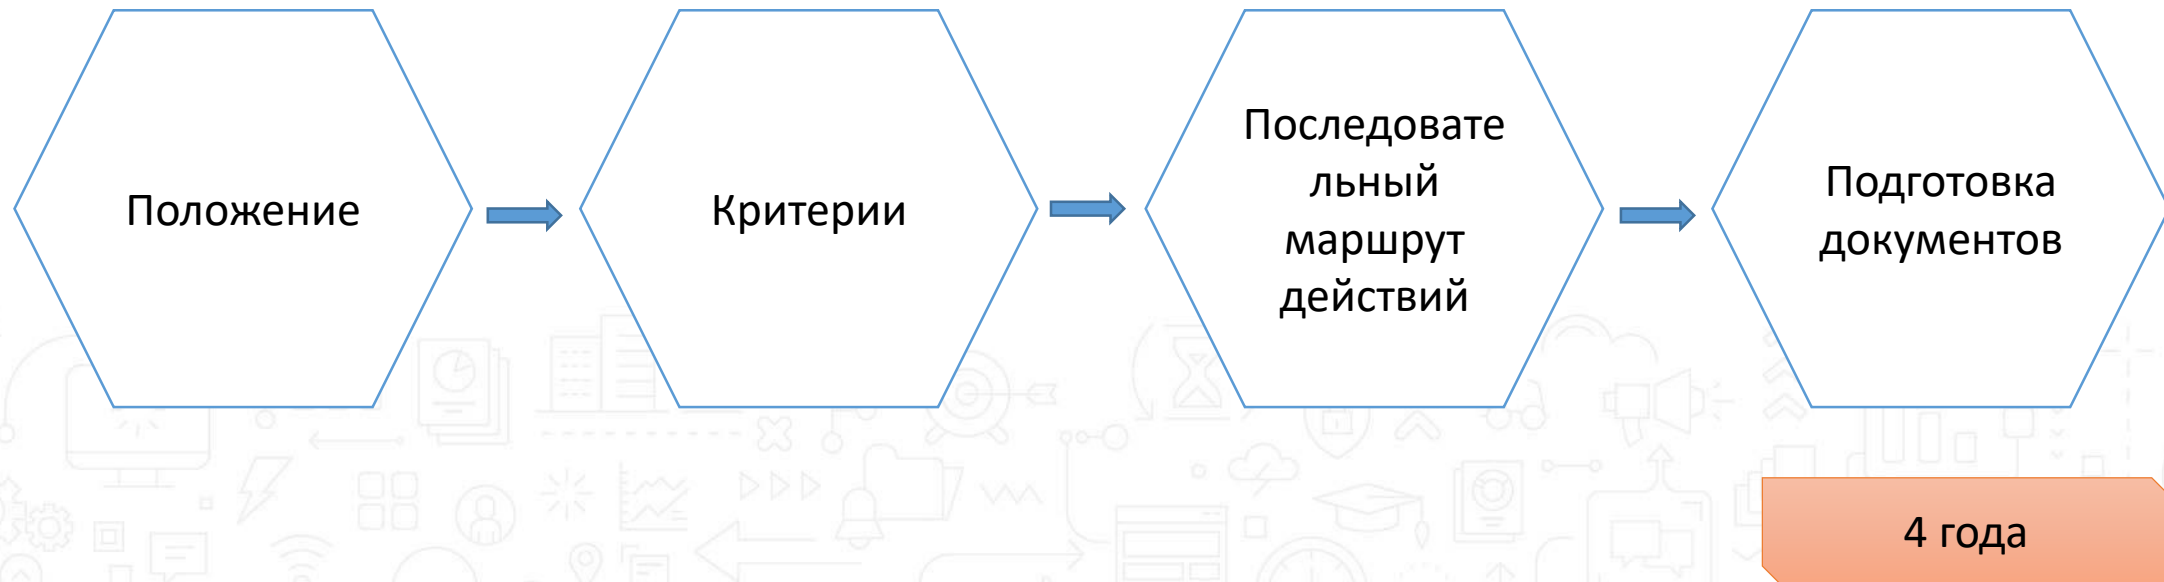 Положение
Критерии
Последовате
льный
маршрут
действий
Подготовка
документов
4 года